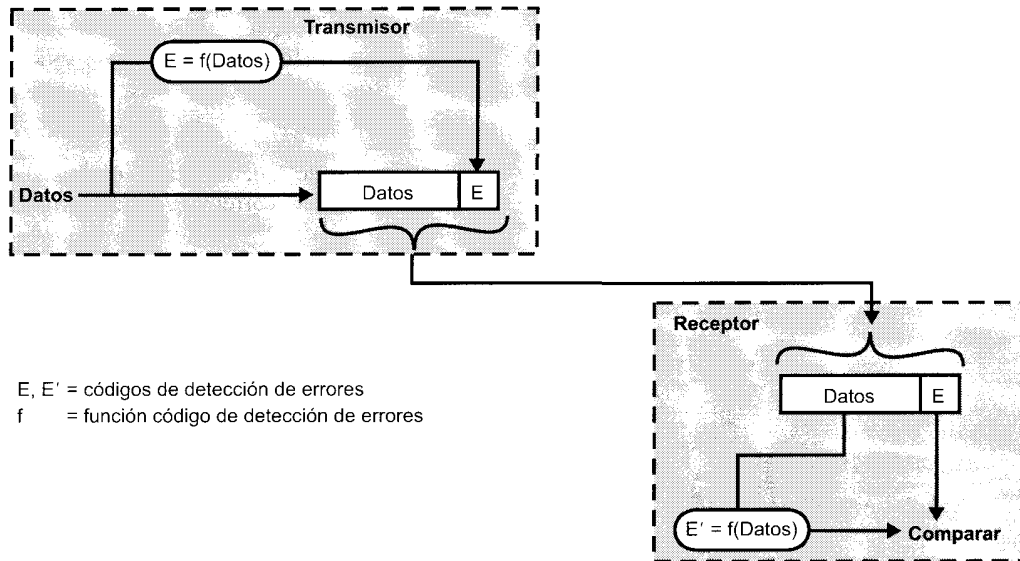 Transmisor
E = f(Datos)
Datos
Datos E
Receptor
E, E′ = códigos de detección de errores
f = función código de detección de errores
Datos E
E′ = f(Datos)
Comparar